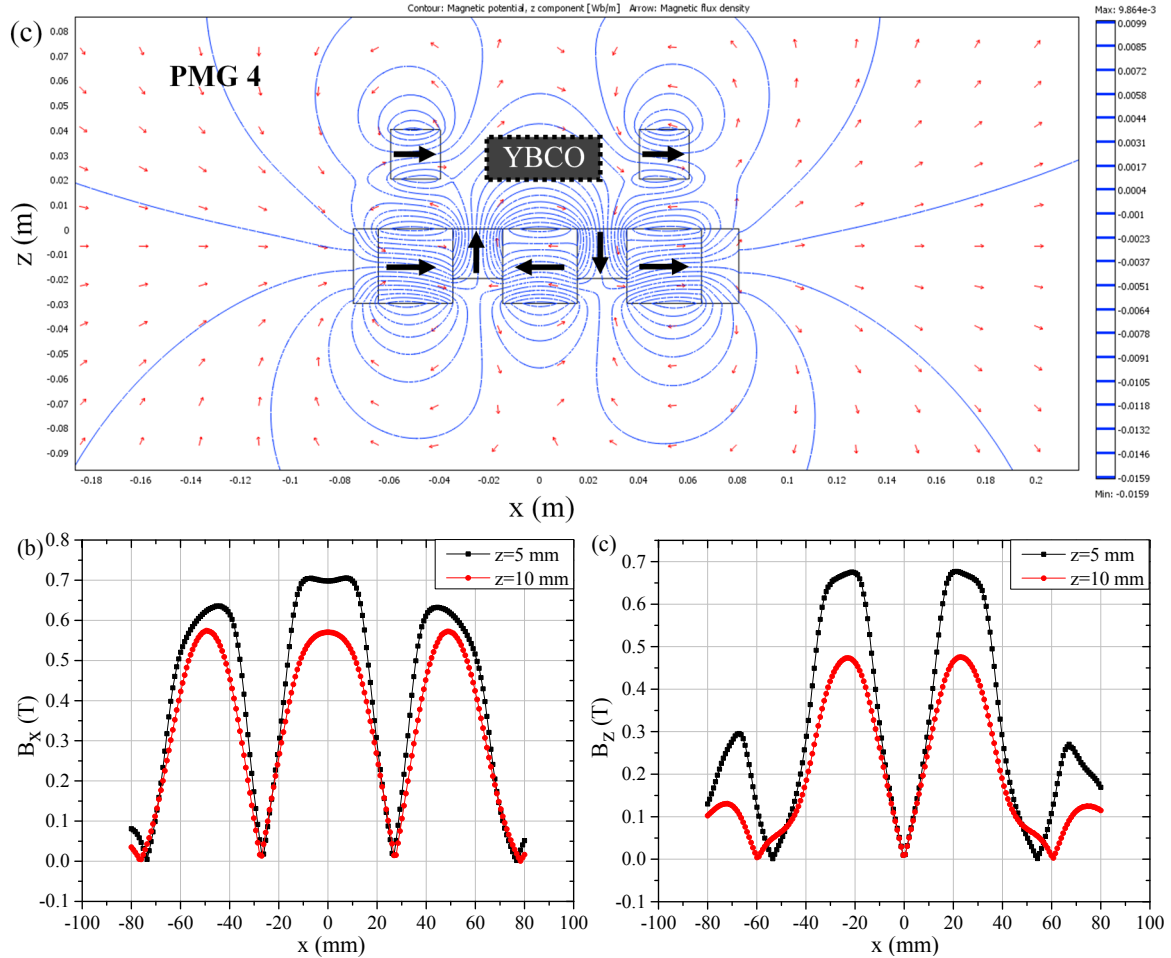 Contour: Magnetic potential, z component [Wb/m] Arrow: Magnetic flux density
Max: 9.864e-3
(c)
PMG 4
YBCO
0.08
0.07
0.06
0.05
0.04
0.03
0.02
0.01
0
-0.01
-0.02
-0.03
-0.04
-0.05
-0.06
-0.07
-0.08
-0.09
z (m)
-0.18 -0.16 -0.14 -0.12 -0.1 -0.08 -0.06 -0.04 -0.02 0 0.02 0.04 0.06 0.08 0.1 0.12 0.14 0.16 0.18 0.2
x (m)
0.0099
0.0085
0.0072
0.0058
0.0044
0.0031
0.0017
0.0004
-0.001
-0.0023
-0.0037
-0.0051
-0.0064
-0.0078
-0.0091
-0.0105
-0.0118
-0.0132
-0.0146
-0.0159
Min: -0.0159
(b)
z=5 mm
z=10 mm
0.8
0.7
0.6
0.5
0.4
0.3
0.2
0.1
0.0
-0.1
Bx (T)
-100 -80 -60 -40 -20 0 20 40 60 80 100
x (mm)
(c)
z=5 mm
z=10 mm
0.7
0.6
0.5
0.4
0.3
0.2
0.1
0.0
-0.1
Bz (T)
-100 -80 -60 -40 -20 0 20 40 60 80 100
x (mm)